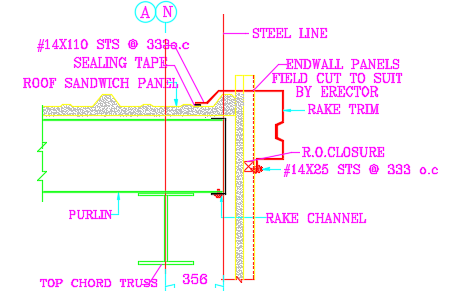 A N
#14X110 STS @ 333o.c
STEEL LINE
SEALING TAPE
ENDWALL PANELS
FIELD CUT TO SUIT
BY ERECTOR
ROOF SANDWICH PANEL
RAKE TRIM
R.O.CLOSURE
#14X25 STS @ 333 o.c
PURLIN
RAKE CHANNEL
TOP CHORD TRUSS
356